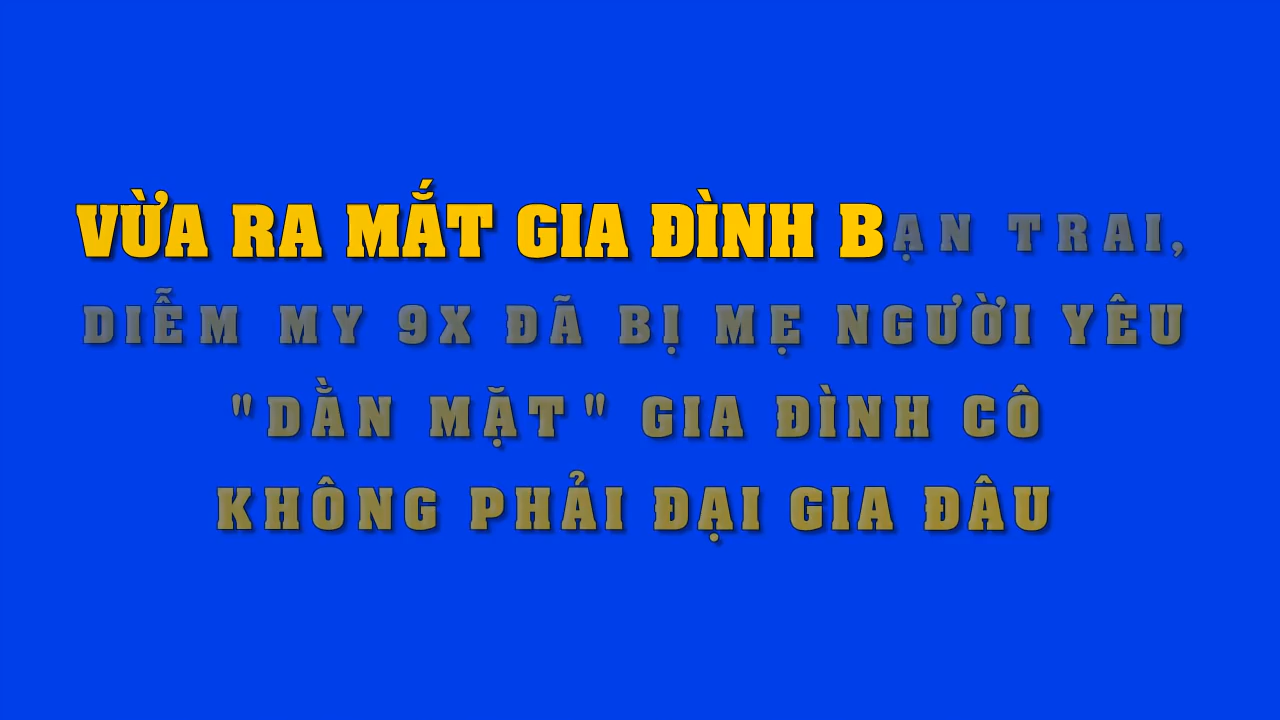 VỪA RA MẮT GIA ĐÌNH BẠN TRAI,
DIỄM MY 9X ĐÃ BỊ MẸ NGƯỜI YÊU
"DẰN MẶT" GIA ĐÌNH CÔ
KHÔNG PHẢI ĐẠI GIA ĐÂU